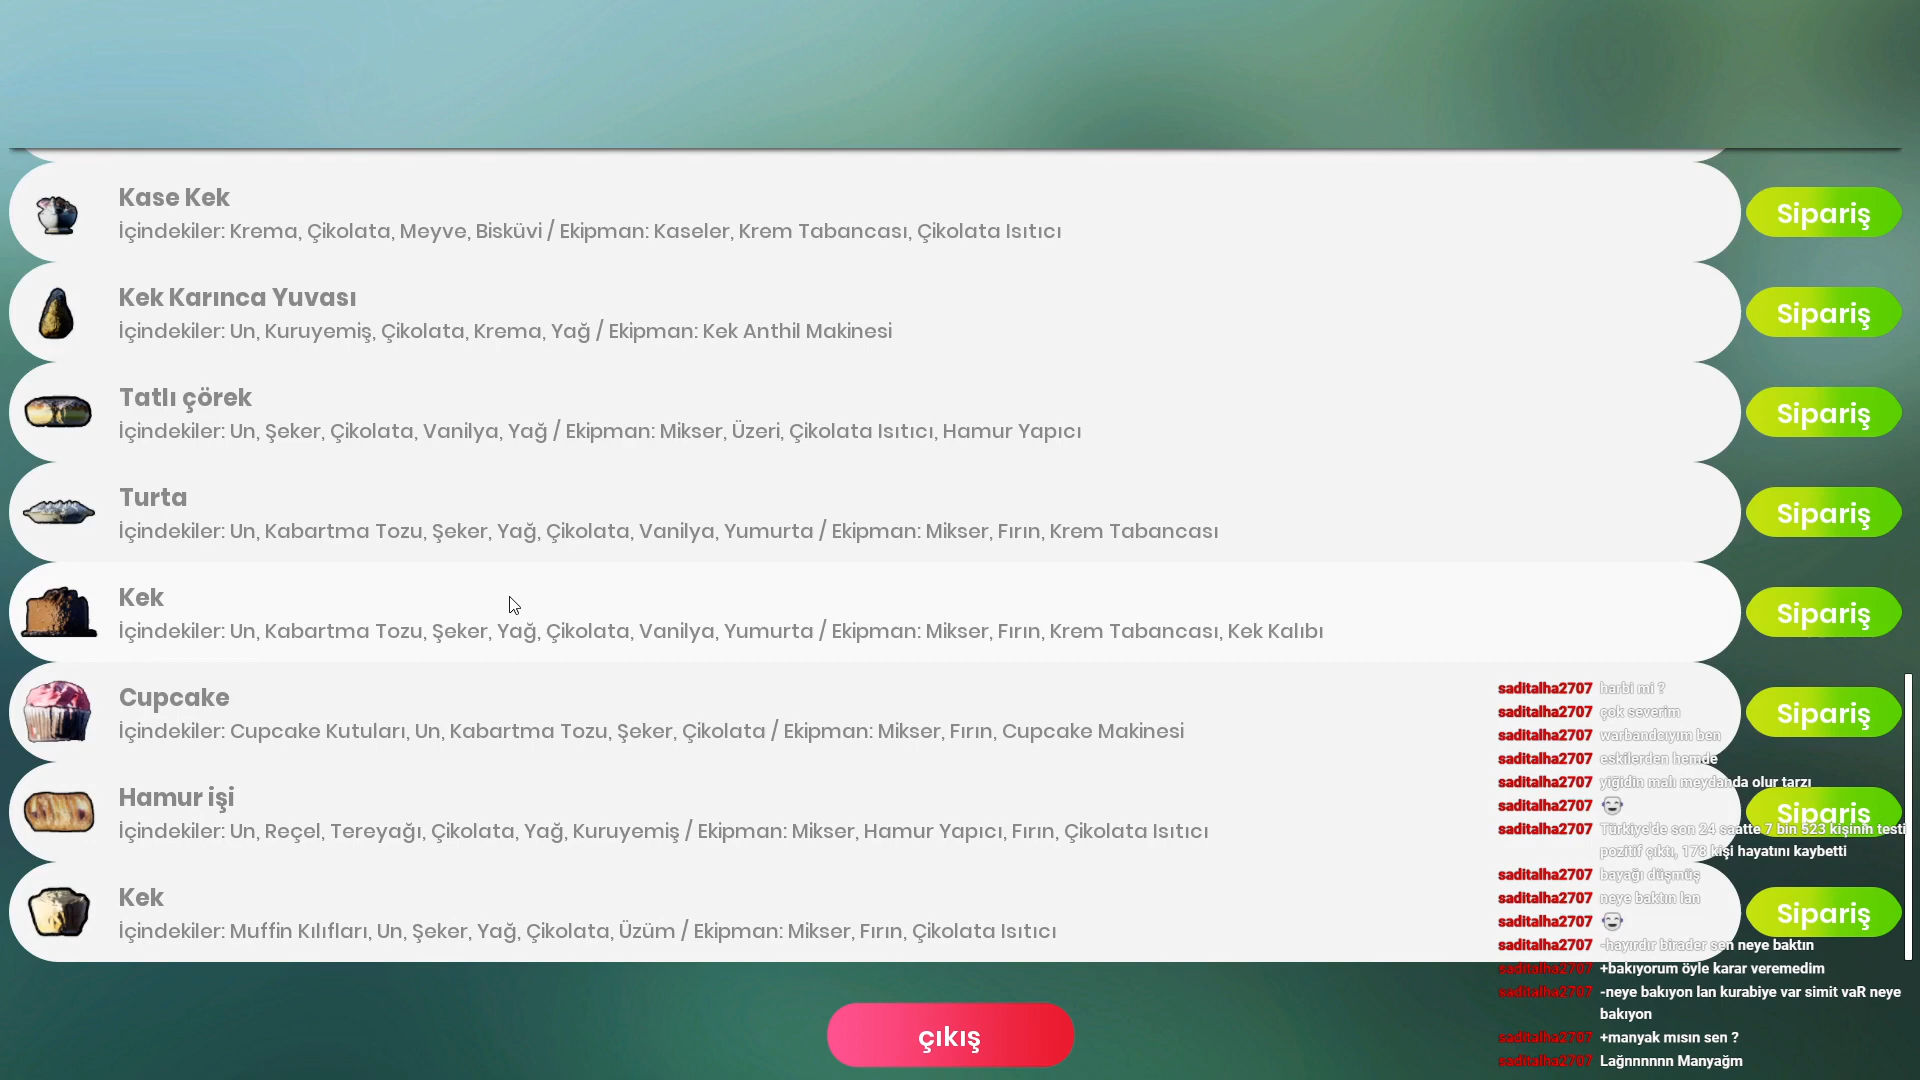 Kase Kek
İçindekiler: Krema, Çikolata, Meyve, Bisküvi / Ekipman: Kaseler, Krem Tabancası, Çikolata Isıtıcı
Sipariş
Kek Karınca Yuvası
İçindekiler: Un, Kuruyemiş, Çikolata, Krema, Yağ / Ekipman: Kek Anthil Makinesi
Sipariş
Tatlı çörek
İçindekiler: Un, Şeker, Çikolata, Vanilya, Yağ / Ekipman: Mikser, Üzeri, Çikolata Isıtıcı, Hamur Yapıcı
Sipariş
Turta
İçindekiler: Un, Kabartma Tozu, Şeker, Yağ, Çikolata, Vanilya, Yumurta / Ekipman: Mikser, Fırın, Krem Tabancası
Sipariş
Kek
İçindekiler: Un, Kabartma Tozu, Şeker, Yağ, Çikolata, Vanilya, Yumurta / Ekipman: Mikser, Fırın, Krem Tabancası, Kek Kalıbı
Sipariş
Cupcake
İçindekiler: Cupcake Kutuları, Un, Kabartma Tozu, Şeker, Çikolata / Ekipman: Mikser, Fırın, Cupcake Makinesi
Sipariş
Hamur işi
İçindekiler: Un, Reçel, Tereyağı, Çikolata, Yağ, Kuruyemiş / Ekipman: Mikser, Hamur Yapıcı, Fırın, Çikolata Isıtıcı
Sipariş
Kek
İçindekiler: Muffin Kılıfları, Un, Şeker, Yağ, Çikolata, Üzüm / Ekipman: Mikser, Fırın, Çikolata Isıtıcı
Sipariş
saditalha2707 harbi mi ?
saditalha2707 çok severim
saditalha2707 warbandcıyım ben
saditalha2707 eskilerden hemde
saditalha2707 yiğidin malı meydanda olur tarzı
saditalha2707
saditalha2707 Türkiye'de son 24 saatte 7 bin 523 kişinin testi
pozitif çıktı, 178 kişi hayatını kaybetti
saditalha2707 bayağı düşmüş
saditalha2707 neye baktın lan
saditalha2707
saditalha2707 -hayırdır birader sen neye baktın
saditalha2707 +bakıyorum öyle karar veremedim
saditalha2707 -neye bakıyon lan kurabiye var simit vaR neye
bakıyon
saditalha2707 +manyak mısın sen ?
saditalha2707 Lağnnnnnn Manyağm
çıkış